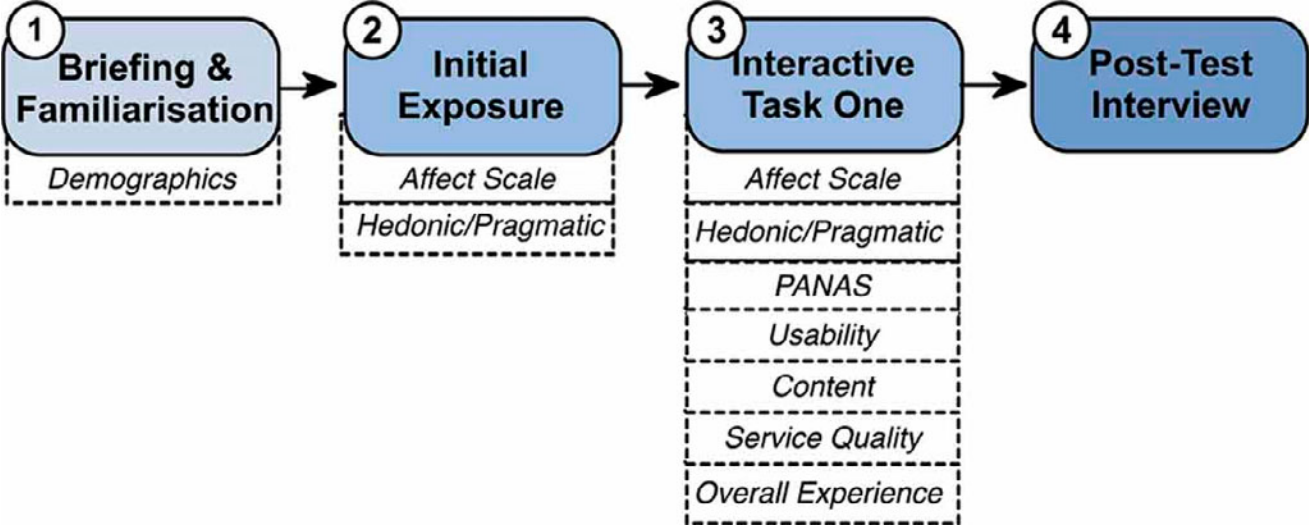 1
Briefing &
Familiarisation
Demographics
2
Initial
Exposure
Affect Scale
Hedonic/Pragmatic
3
Interactive
Task One
Affect Scale
Hedonic/Pragmatic
PANAS
Usability
Content
Service Quality
Overall Experience
4
Post-Test
Interview